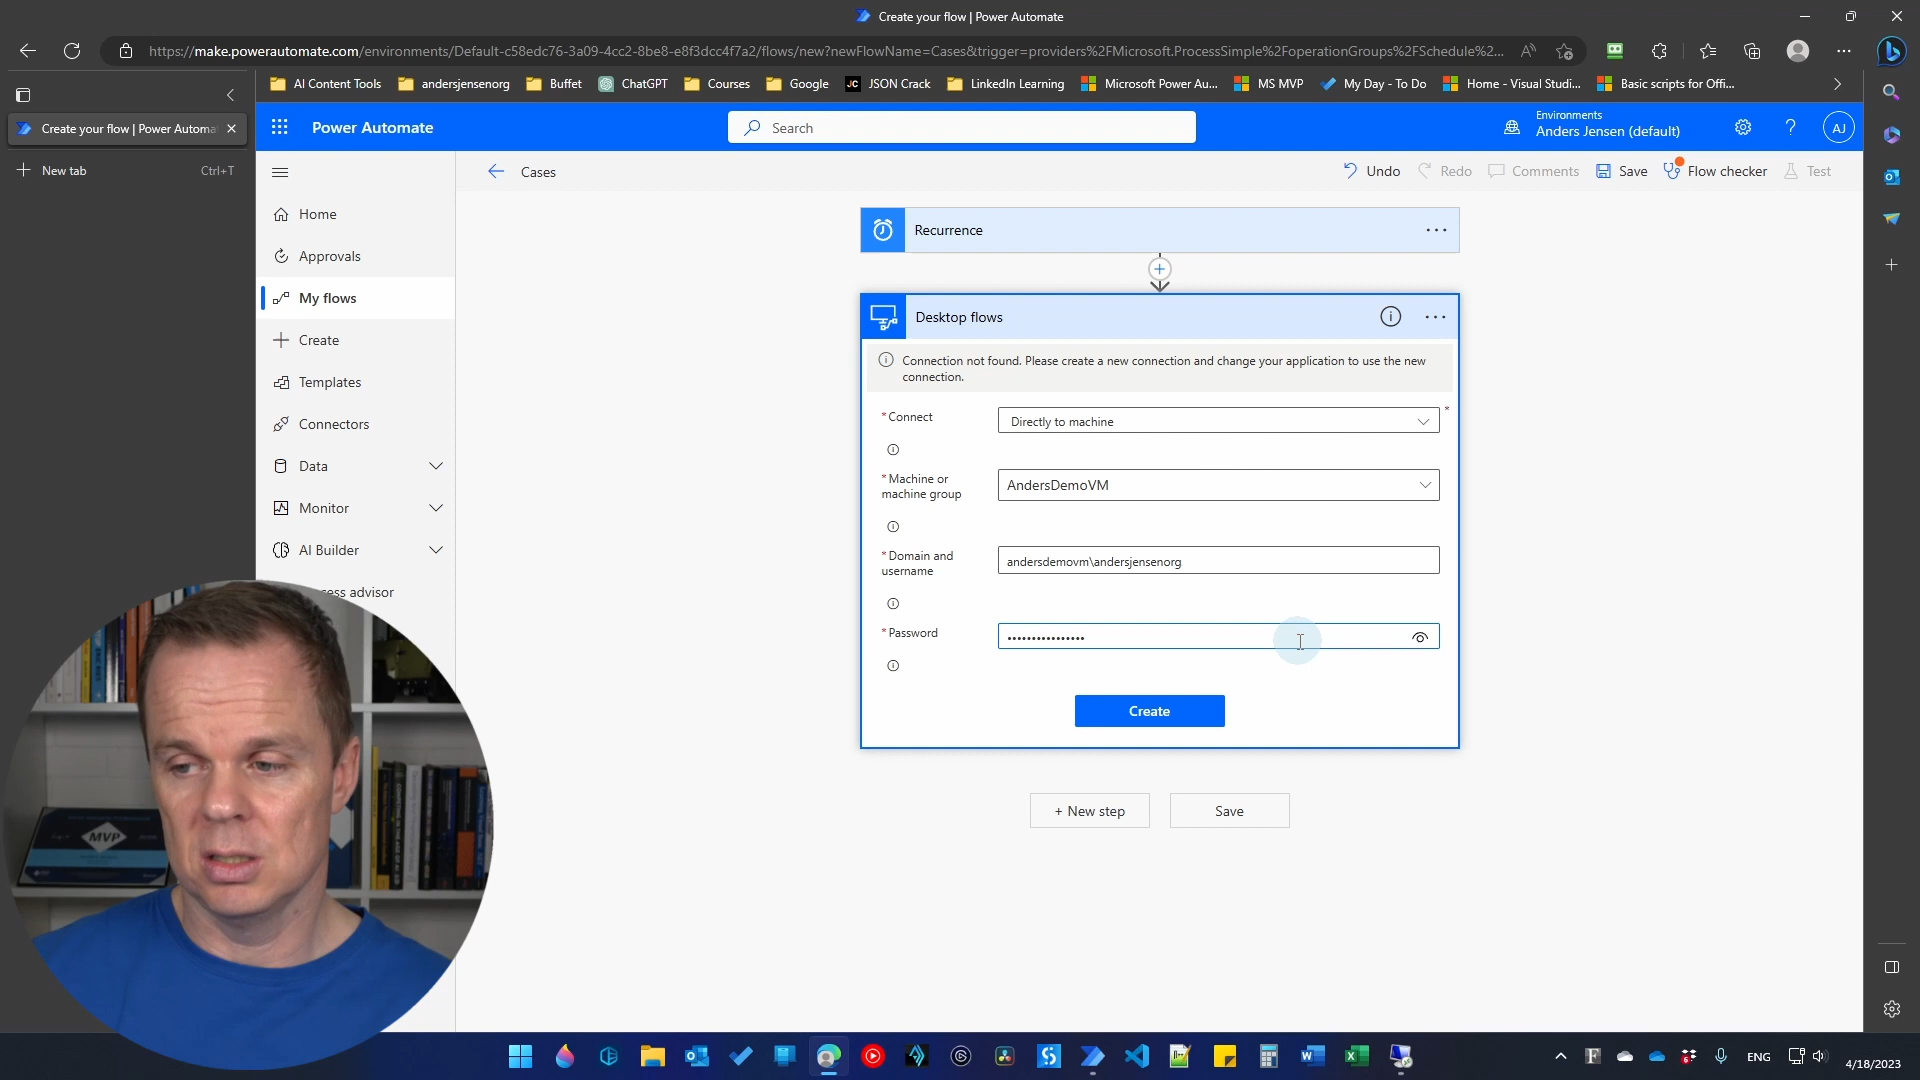 Create your flow | Power Automate
https://make.powerautomate.com/environments/Default-c58edc76-3a09-4cc2-8be8-e8f3dcc4f7a2/flows/new?newFlowName=Cases&trigger=providers%2FMicrosoft.ProcessSimple%2FoperationGroups%2FSchedule%2...
AI Content Tools
andersjensenorg
Buffet
ChatGPT
Courses
Google
JC JSON Crack
LinkedIn Learning
Microsoft Power Au...
MS MVP
My Day - To Do
Home - Visual Studi...
Basic scripts for Offi...
Create your flow | Power Automa
New tab
Ctrl+T
Power Automate
Search
Environments
Anders Jensen (default)
AJ
Cases
Undo
Redo
Comments
Save
Flow checker
Test
Home
Approvals
My flows
Create
Templates
Connectors
Data
Monitor
AI Builder
ess advisor
Recurrence
Desktop flows
Connection not found. Please create a new connection and change your application to use the new
connection.
* Connect
Directly to machine
*
* Machine or
machine group
AndersDemoVM
* Domain and
username
andersdemovm\andersjensenorg
* Password
••••••••••••••••
Create
+ New step
Save
MVP
ENG
4/18/2023